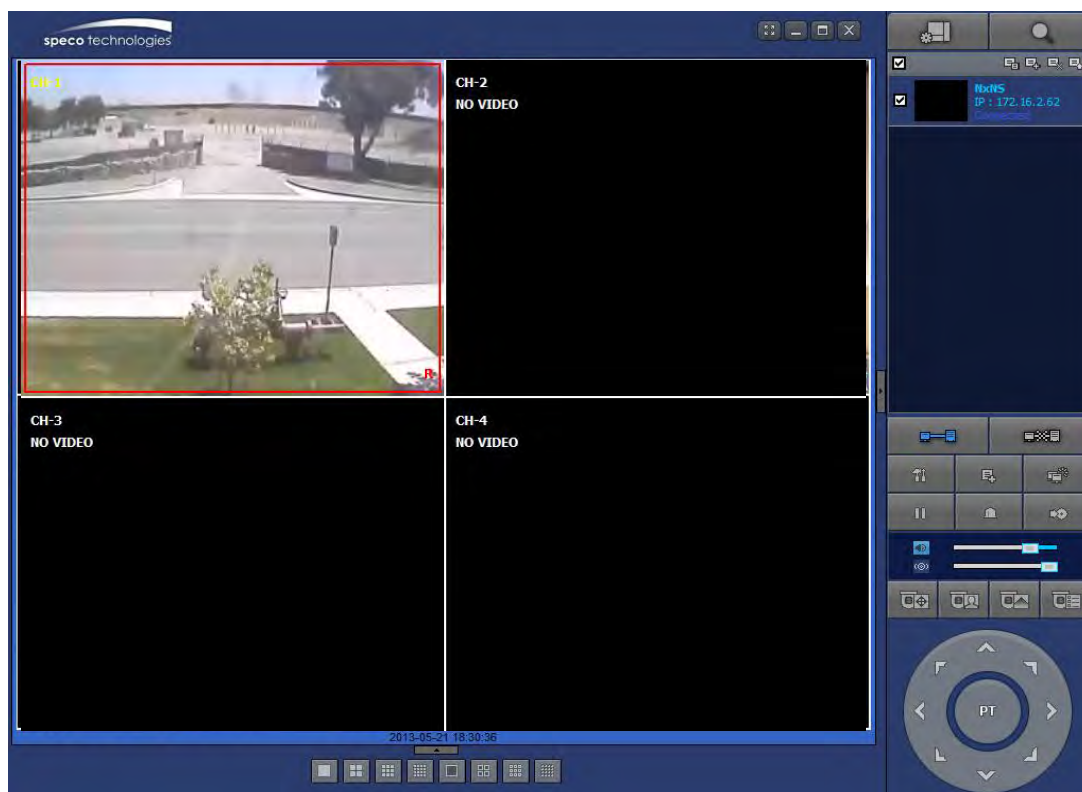 speco technologies
CH-1
CH-2
NO VIDEO
R
CH-3
NO VIDEO
CH-4
NO VIDEO
2013-05-21 18:30:36
NxNS
IP : 172.16.2.62
Connected
PT